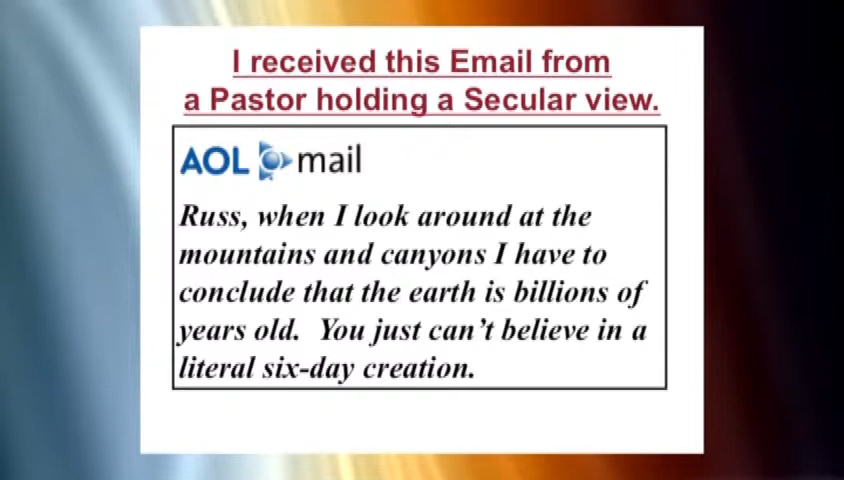 I received this Email from
a Pastor holding a Secular view.
AOL mail
Russ, when I look around at the
mountains and canyons I have to
conclude that the earth is billions of
years old.  You just can't believe in a
literal six-day creation.